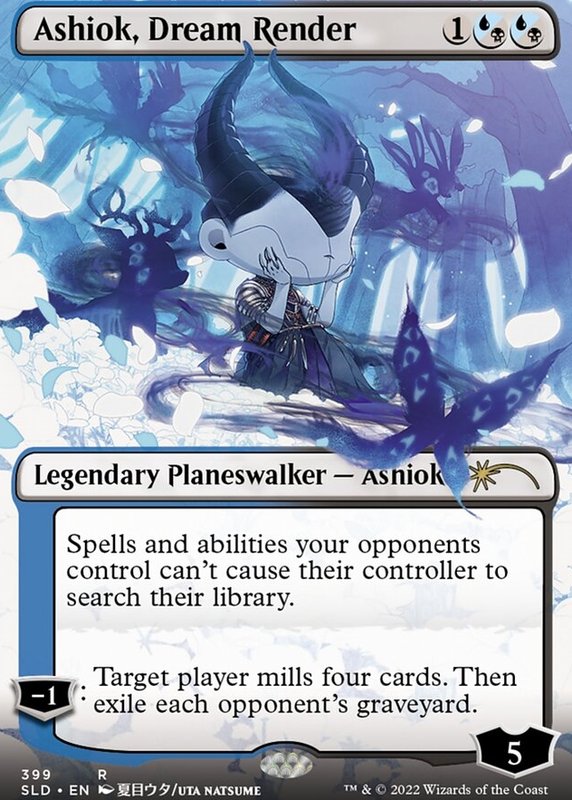 Ashiok, Dream Render 1
Legendary Planeswalker — Ashiok
Spells and abilities your opponents
control can't cause their controller to
search their library.
−1: Target player mills four cards. Then
exile each opponent's graveyard.
5
399 R
SLD • EN 夏目ウタ/UTA NATSUME ™ & © 2022 Wizards of the Coast